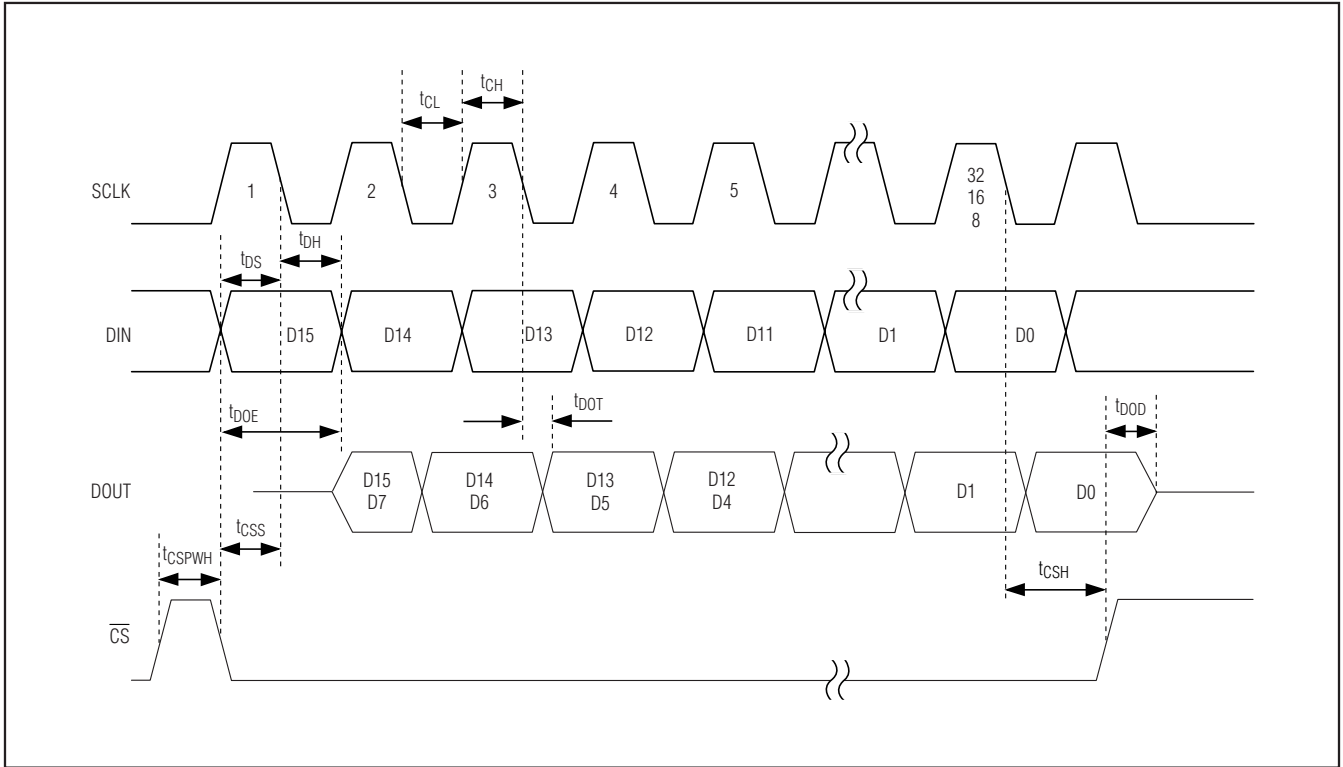 tCL
tCH
SCLK
1
2
3
4
5
32
16
8
tDS
tDH
DIN
D15
D14
D13
D12
D11
D1
D0
tDOE
tDOT
tDOD
DOUT
D15
D7
D14
D6
D13
D5
D12
D4
D1
D0
tCSS
tCSPWH
tCSH
CS